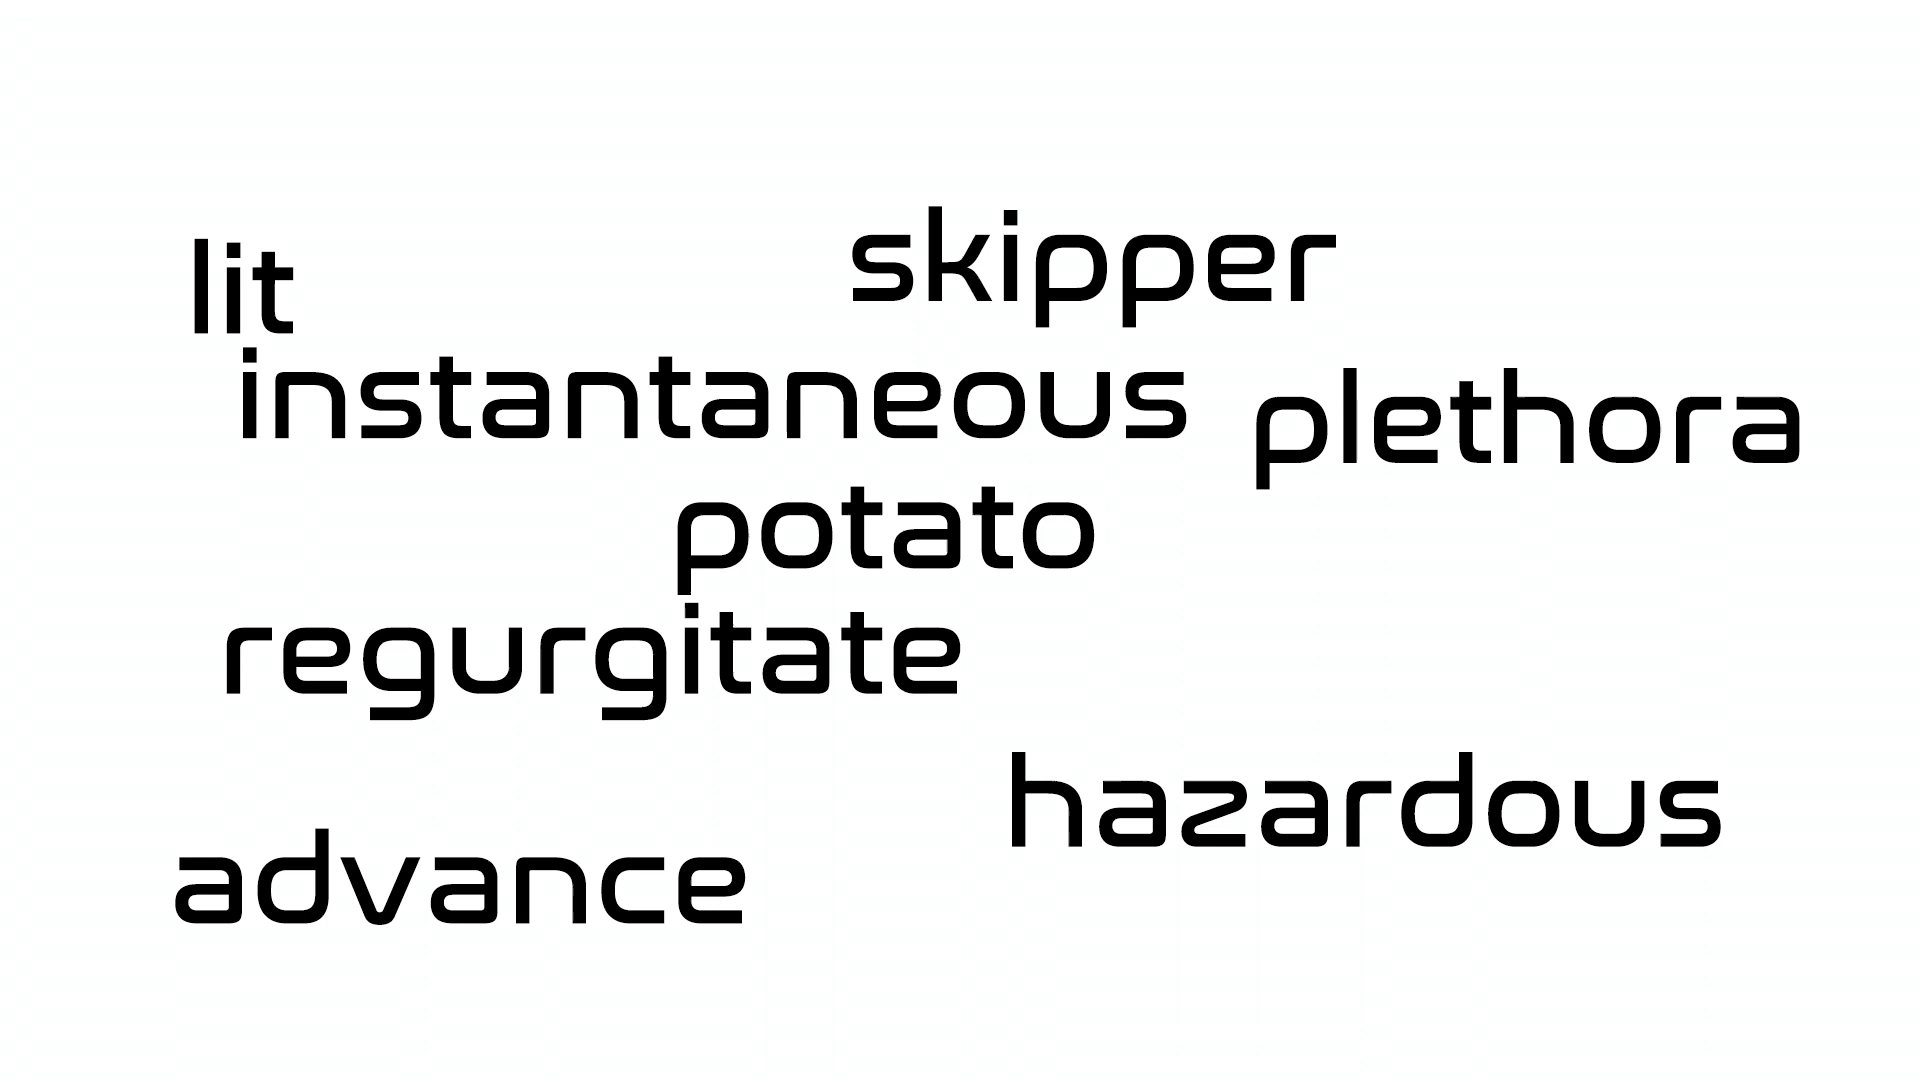 lit
skipper
instantaneous
plethora
potato
regurgitate
hazardous
advance